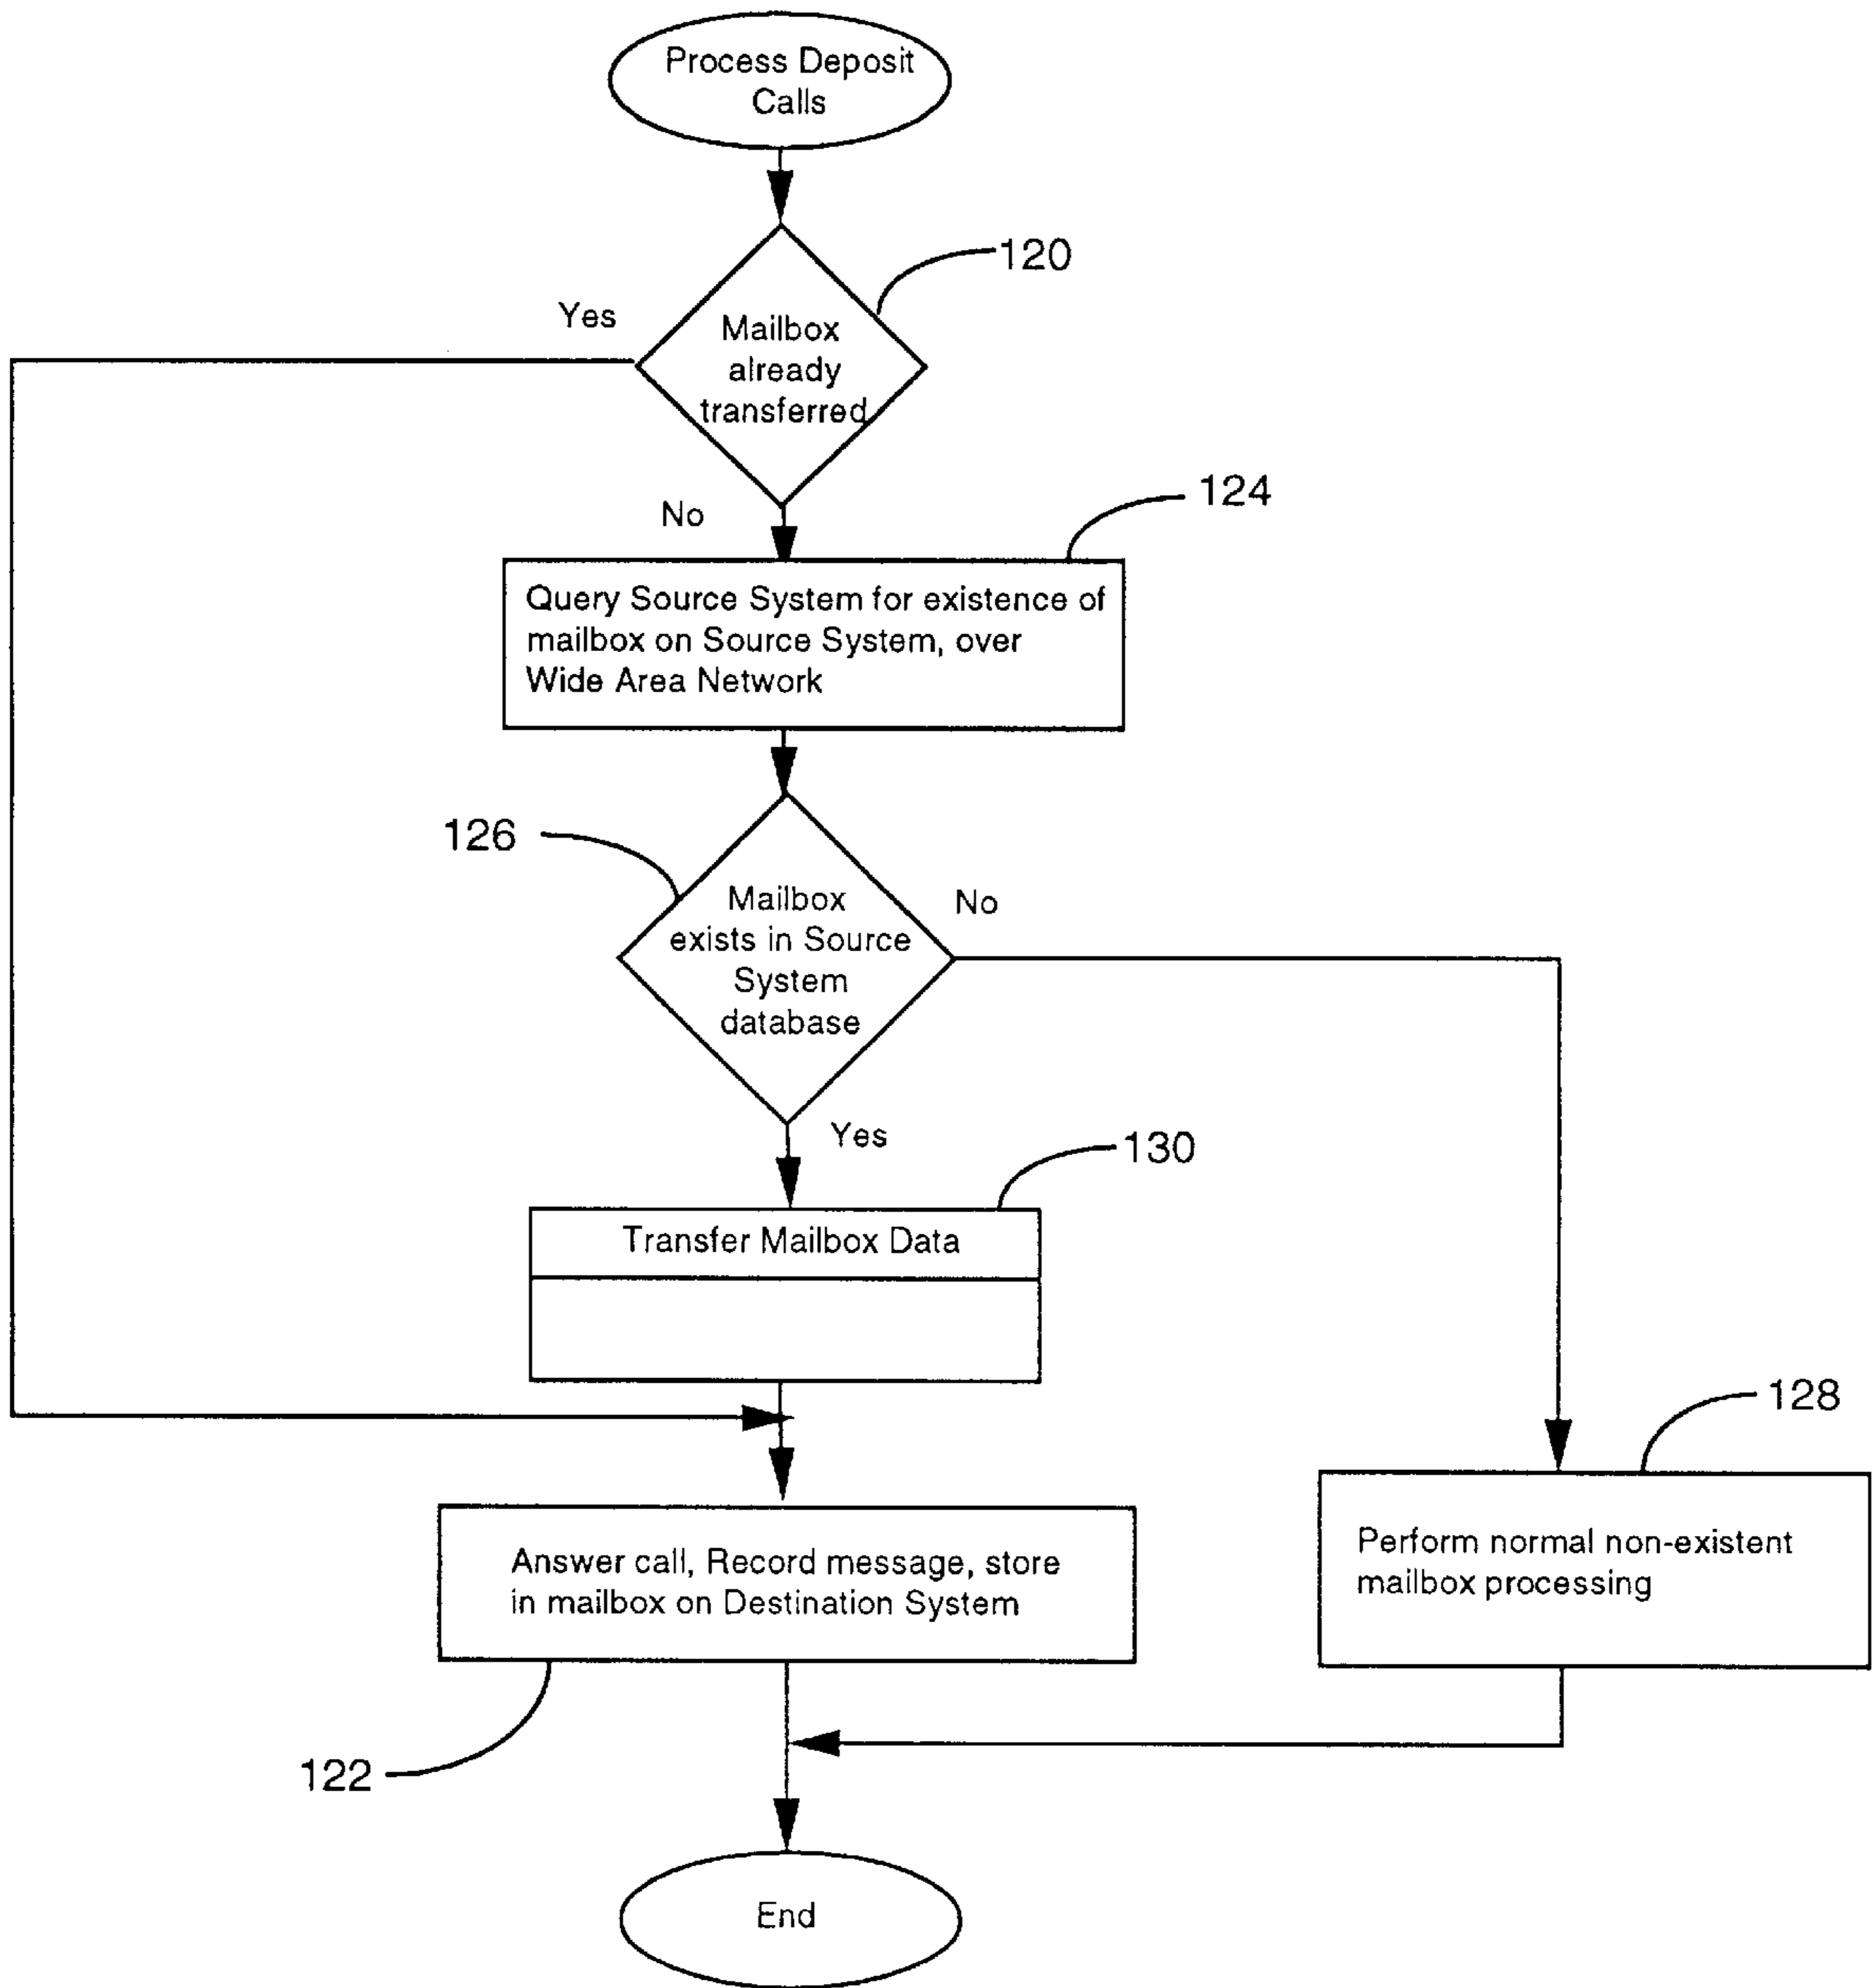 Process Deposit
Calls
120
Yes
Mailbox
already
transferred
No
124
Query Source System for existence of
mailbox on Source System, over
Wide Area Network
126
Mailbox
exists in Source
System
database
No
Yes
130
Transfer Mailbox Data
128
Answer call, Record message, store
in mailbox on Destination System
Perform normal non-existent
mailbox processing
122
End